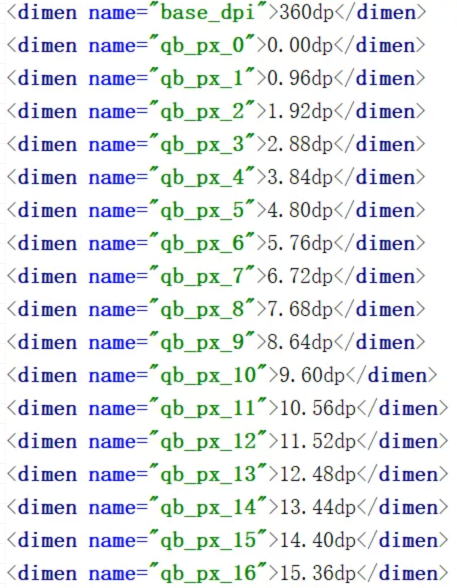 <dimen name="base_dpi">360dp</dimen>
<dimen name="qb_px_0">0.00dp</dimen>
<dimen name="qb_px_1">0.96dp</dimen>
<dimen name="qb_px_2">1.92dp</dimen>
<dimen name="qb_px_3">2.88dp</dimen>
<dimen name="qb_px_4">3.84dp</dimen>
<dimen name="qb_px_5">4.80dp</dimen>
<dimen name="qb_px_6">5.76dp</dimen>
<dimen name="qb_px_7">6.72dp</dimen>
<dimen name="qb_px_8">7.68dp</dimen>
<dimen name="qb_px_9">8.64dp</dimen>
<dimen name="qb_px_10">9.60dp</dimen>
<dimen name="qb_px_11">10.56dp</dimen>
<dimen name="qb_px_12">11.52dp</dimen>
<dimen name="qb_px_13">12.48dp</dimen>
<dimen name="qb_px_14">13.44dp</dimen>
<dimen name="qb_px_15">14.40dp</dimen>
<dimen name="qb_px_16">15.36dp</dimen>